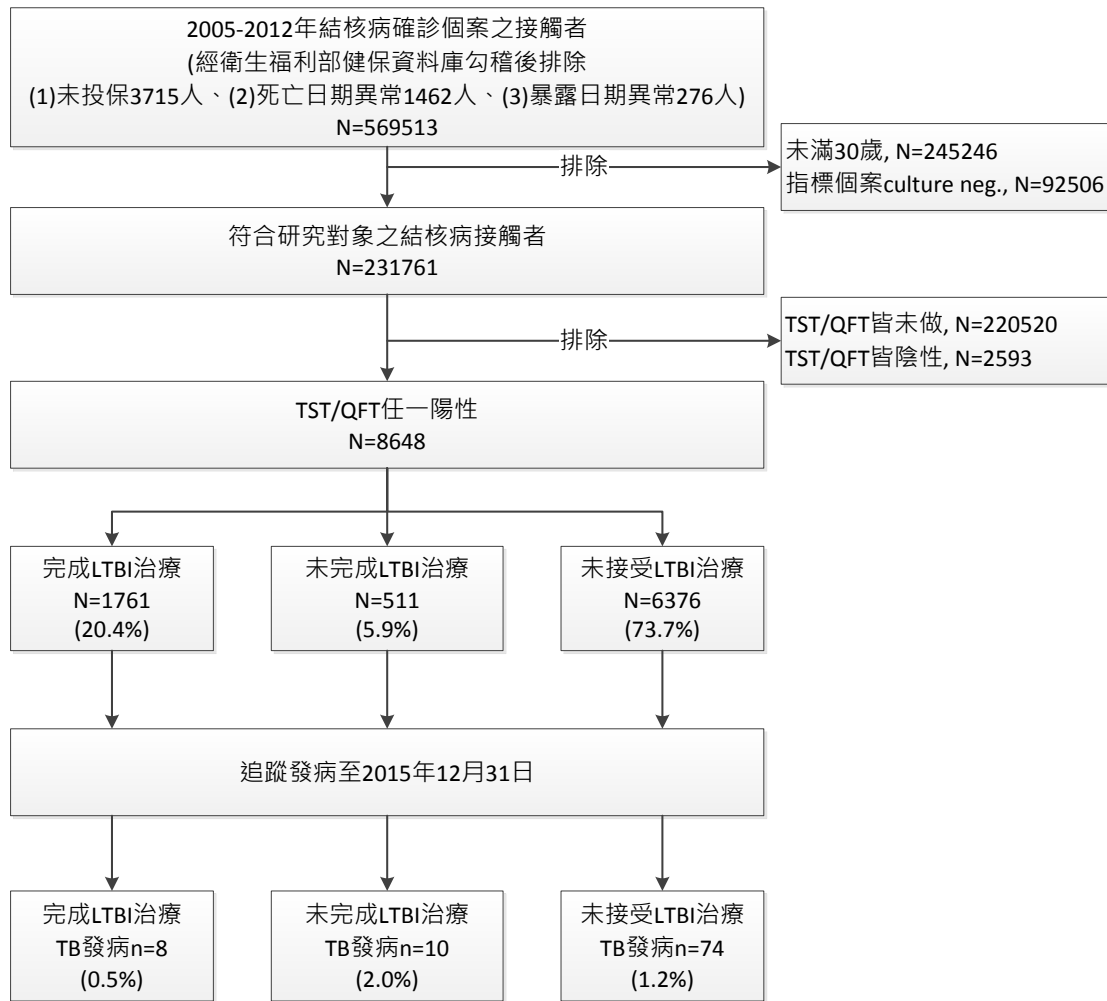 2005-2012年結核病確診個案之接觸者
(經衛生福利部健保資料庫勾稽後排除
(1)未投保3715人、(2)死亡日期異常1462人、(3)暴露日期異常276人)
N=569513
排除
未滿30歲, N=245246
指標個案culture neg., N=92506
符合研究對象之結核病接觸者
N=231761
排除
TST/QFT皆未做, N=220520
TST/QFT皆陰性, N=2593
TST/QFT任一陽性
N=8648
完成LTBI治療
N=1761
(20.4%)
未完成LTBI治療
N=511
(5.9%)
未接受LTBI治療
N=6376
(73.7%)
追蹤發病至2015年12月31日
完成LTBI治療
TB發病n=8
(0.5%)
未完成LTBI治療
TB發病n=10
(2.0%)
未接受LTBI治療
TB發病n=74
(1.2%)